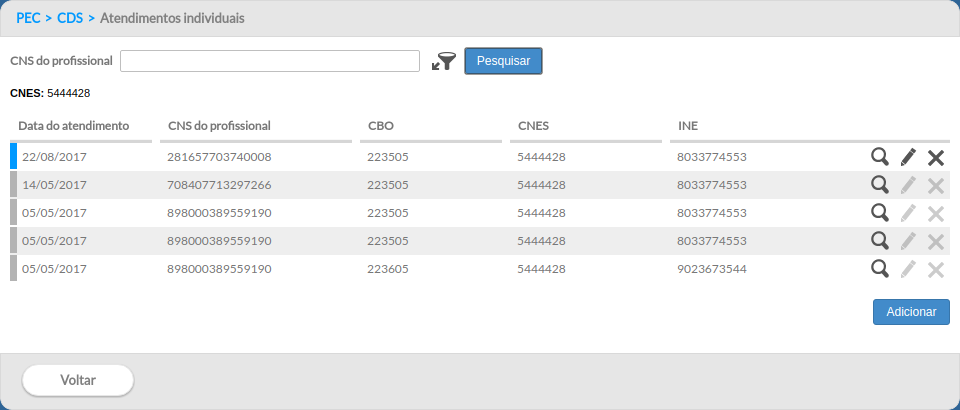 PEC > CDS > Atendimentos individuais
CNS do profissional Pesquisar
CNES: 5444428
Data do atendimento CNS do profissional CBO CNES INE
22/08/2017 281657703740008 223505 5444428 8033774553
14/05/2017 708407713297266 223505 5444428 8033774553
05/05/2017 898000389559190 223505 5444428 8033774553
05/05/2017 898000389559190 223505 5444428 8033774553
05/05/2017 898000389559190 223605 5444428 9023673544
Adicionar
Voltar